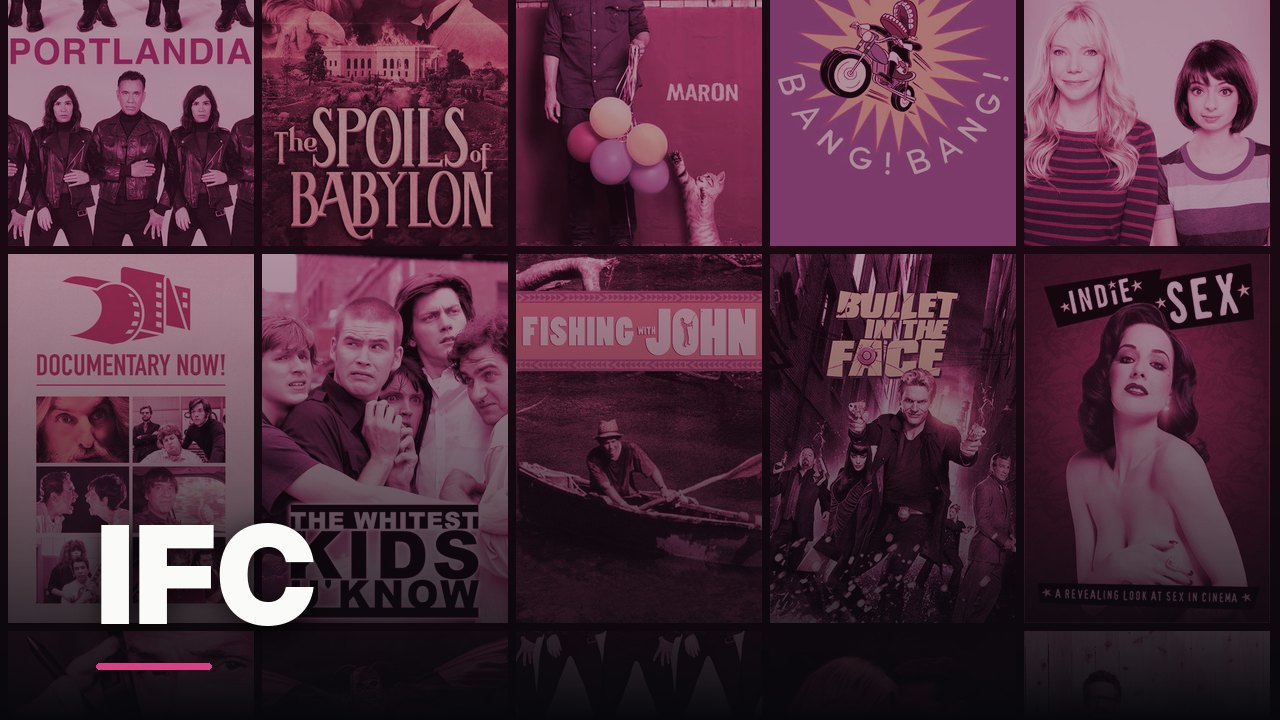 PORTLANDIA
The SPOILS of
BABYLON
MARON
BANG! BANG!
DOCUMENTARY NOW!
THE WHITEST
KIDS
U'KNOW
FISHING WITH JOHN
BULLET
IN THE
FACE
INDiE SEX
A REVEALING LOOK AT SEX IN CINEMA
IFC